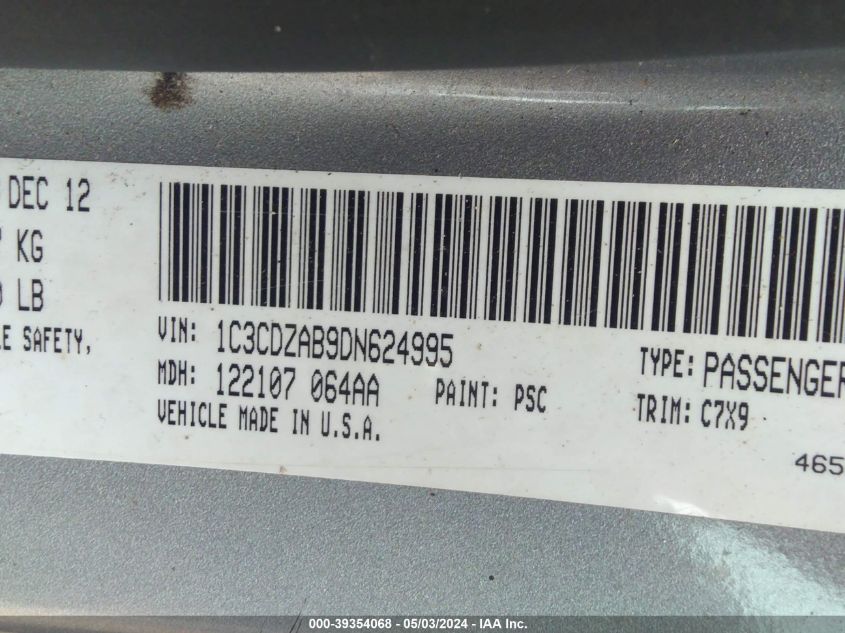 DEC 12
KG
LB
SAFETY,
VIN: 1C3CDZAB9DN624995
MDH: 122107 064AA
PAINT: PSC
VEHICLE MADE IN U.S.A.
TYPE: PASSENGER
TRIM: C7X9
465
000-39354068 - 05/03/2024 - IAA Inc.